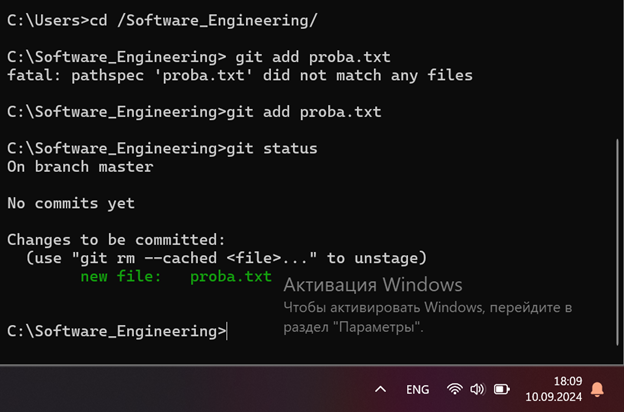 C:\Users>cd /Software_Engineering/
C:\Software_Engineering> git add proba.txt
fatal: pathspec 'proba.txt' did not match any files
C:\Software_Engineering>git add proba.txt
C:\Software_Engineering>git status
On branch master
No commits yet
Changes to be committed:
  (use "git rm --cached <file>..." to unstage)
        new file:   proba.txt
Активация Windows
Чтобы активировать Windows, перейдите в
раздел "Параметры".
C:\Software_Engineering>
ENG
18:09
10.09.2024